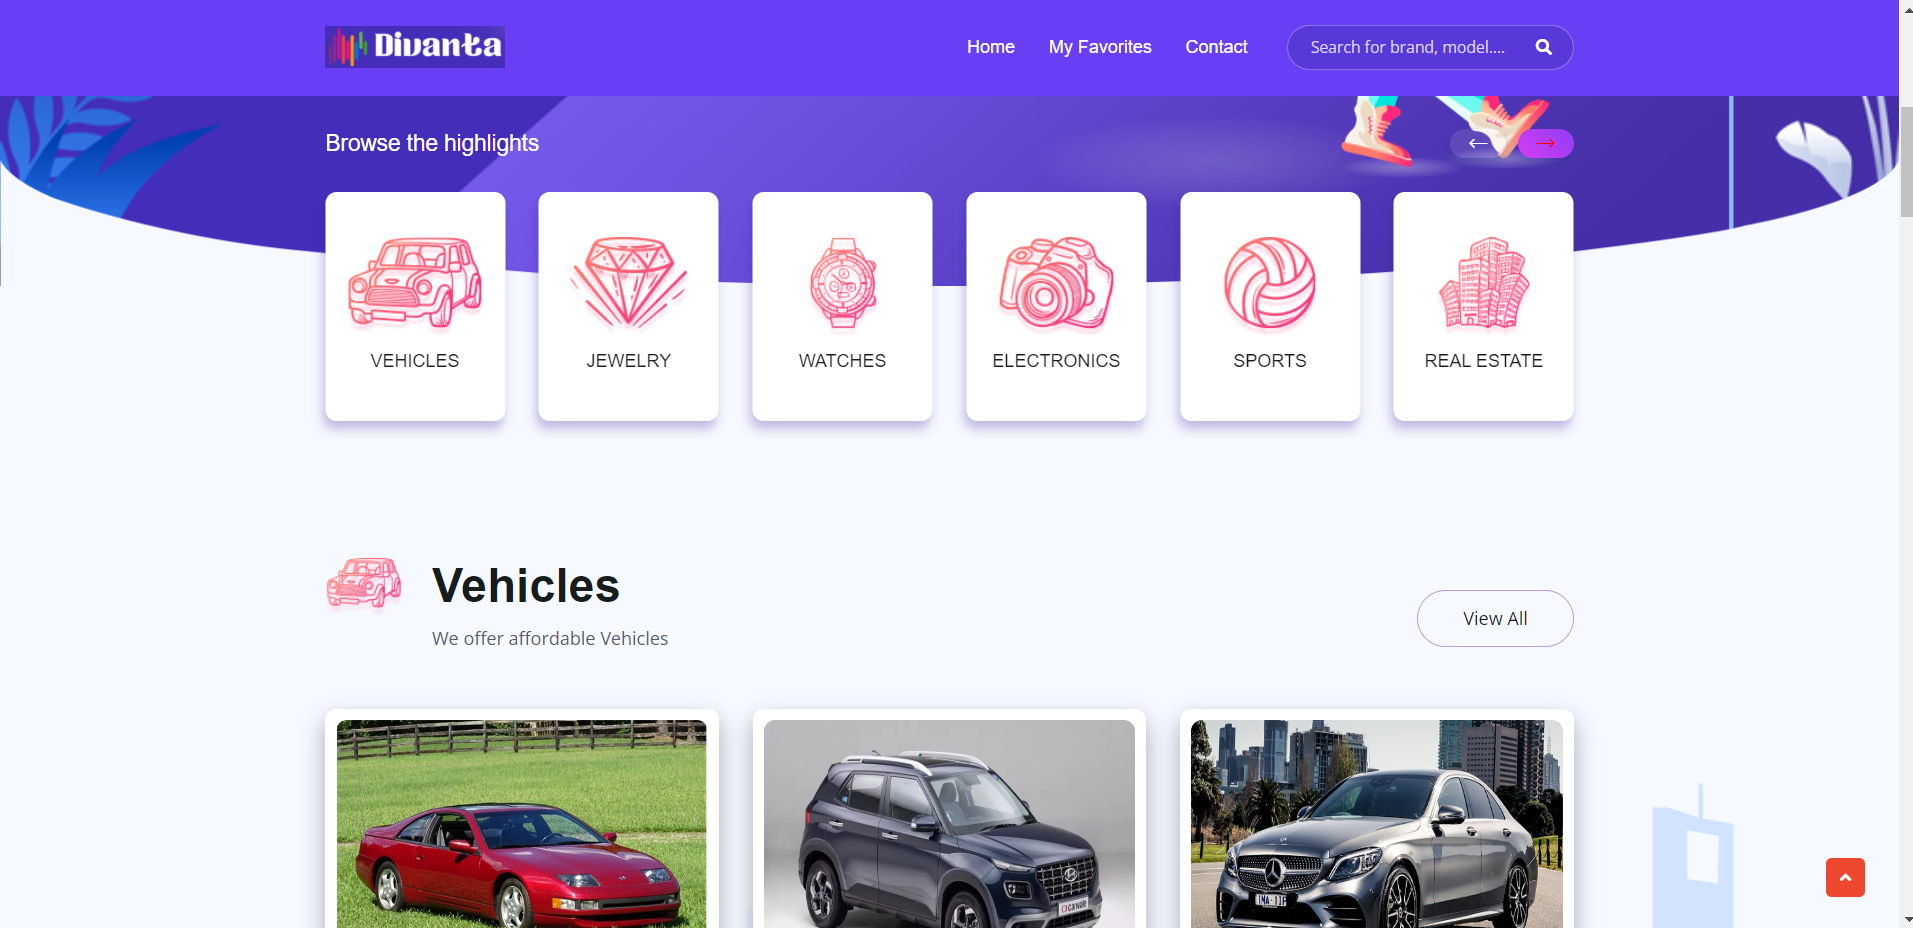 Divanta
Home My Favorites Contact Search for brand, model....
Browse the highlights
VEHICLES JEWELRY WATCHES ELECTRONICS SPORTS REAL ESTATE
Vehicles
We offer affordable Vehicles
View All
carwale